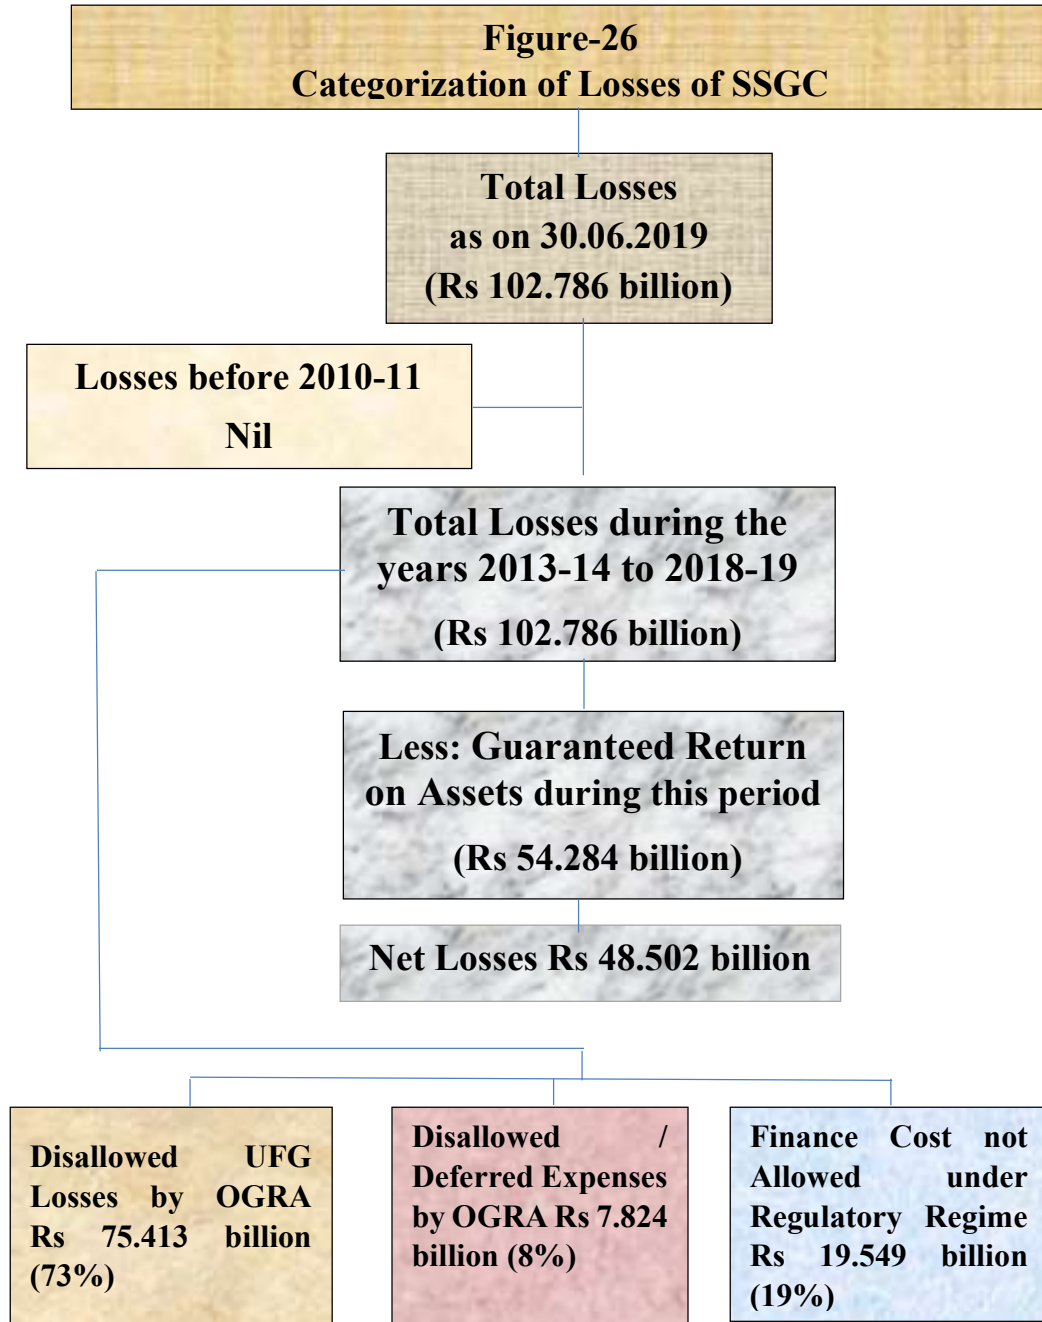 Figure-26
Categorization of Losses of SSGC
Total Losses
as on 30.06.2019
(Rs 102.786 billion)
Losses before 2010-11
Nil
Total Losses during the
years 2013-14 to 2018-19
(Rs 102.786 billion)
Less: Guaranteed Return
on Assets during this period
(Rs 54.284 billion)
Net Losses Rs 48.502 billion
Disallowed UFG
Losses by OGRA
Rs 75.413 billion
(73%)
Disallowed /
Deferred Expenses
by OGRA Rs 7.824
billion (8%)
Finance Cost not
Allowed under
Regulatory Regime
Rs 19.549 billion
(19%)